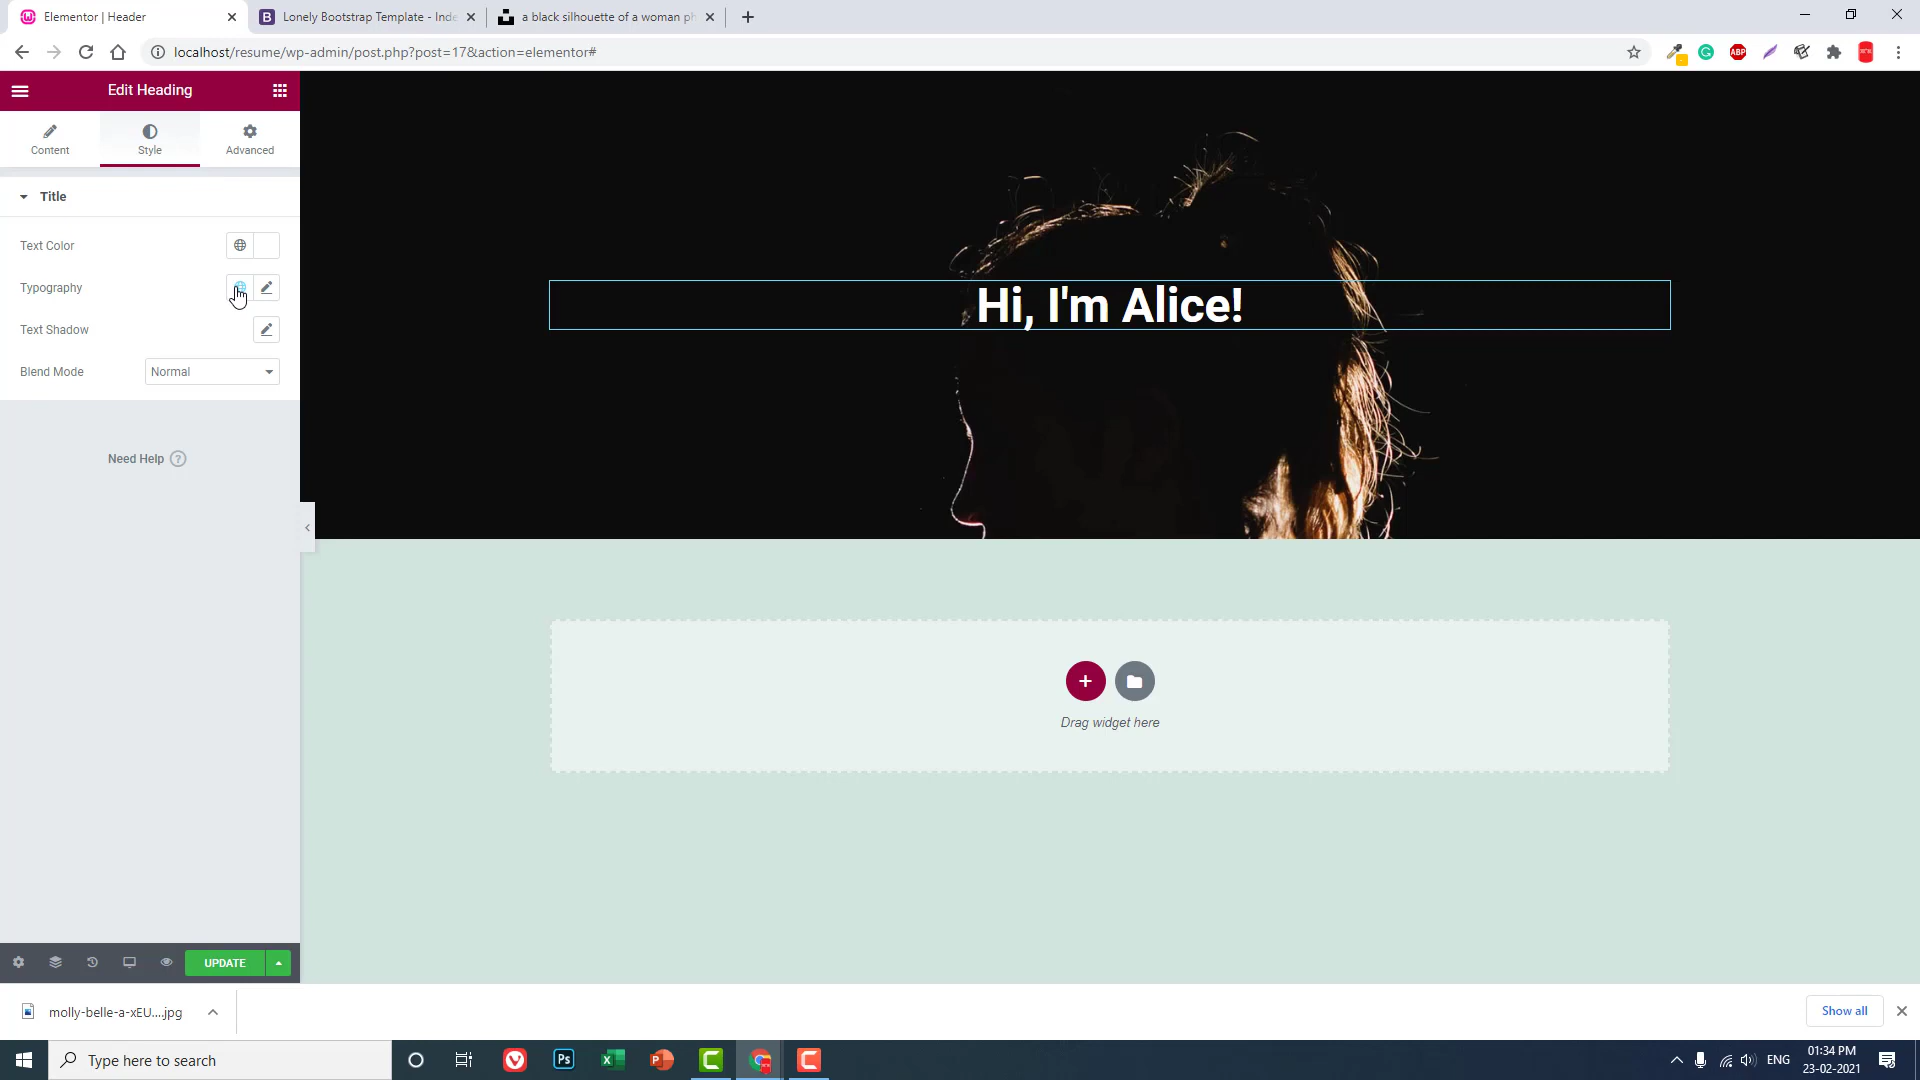 Elementor | Header
Lonely Bootstrap Template - Inde
a black silhouette of a woman ph
localhost/resume/wp-admin/post.php?post=17&action=elementor#
ABP
Edit Heading
Content
Style
Advanced
Title
Text Color
Typography
Text Shadow
Blend Mode
Normal
Need Help ?
Hi, I'm Alice!
Drag widget here
UPDATE
molly-belle-a-xEU....jpg
Show all
Type here to search
Ps
ENG
01:34 PM
23-02-2021